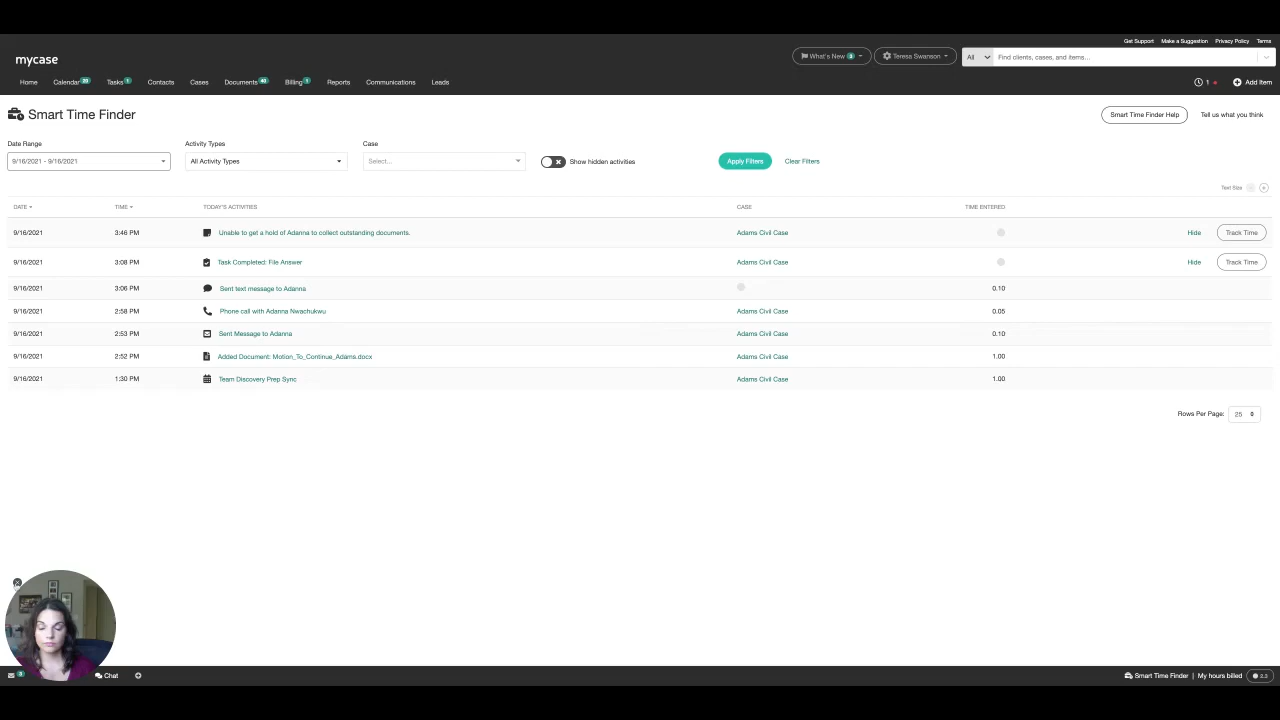 Get Support Make a Suggestion Privacy Policy Terms
mycase
What's New 3
Teresa Swanson
All Find clients, cases, and items...
Home Calendar 20 Tasks 1 Contacts Cases Documents 40 Billing 1 Reports Communications Leads
1 Add Item
Smart Time Finder
Smart Time Finder Help Tell us what you think
Date Range Activity Types Case
9/16/2021 - 9/16/2021 All Activity Types Select... Show hidden activities Apply Filters Clear Filters
Text Size
DATE TIME TODAY'S ACTIVITIES CASE TIME ENTERED
9/16/2021 3:46 PM Unable to get a hold of Adanna to collect outstanding documents. Adams Civil Case Hide Track Time
9/16/2021 3:08 PM Task Completed: File Answer Adams Civil Case Hide Track Time
9/16/2021 3:06 PM Sent text message to Adanna 0.10
9/16/2021 2:58 PM Phone call with Adanna Nwachukwu Adams Civil Case 0.05
9/16/2021 2:53 PM Sent Message to Adanna Adams Civil Case 0.10
9/16/2021 2:52 PM Added Document: Motion_To_Continue_Adams.docx Adams Civil Case 1.00
9/16/2021 1:30 PM Team Discovery Prep Sync Adams Civil Case 1.00
Rows Per Page: 25
Chat
Smart Time Finder | My hours billed 2.3